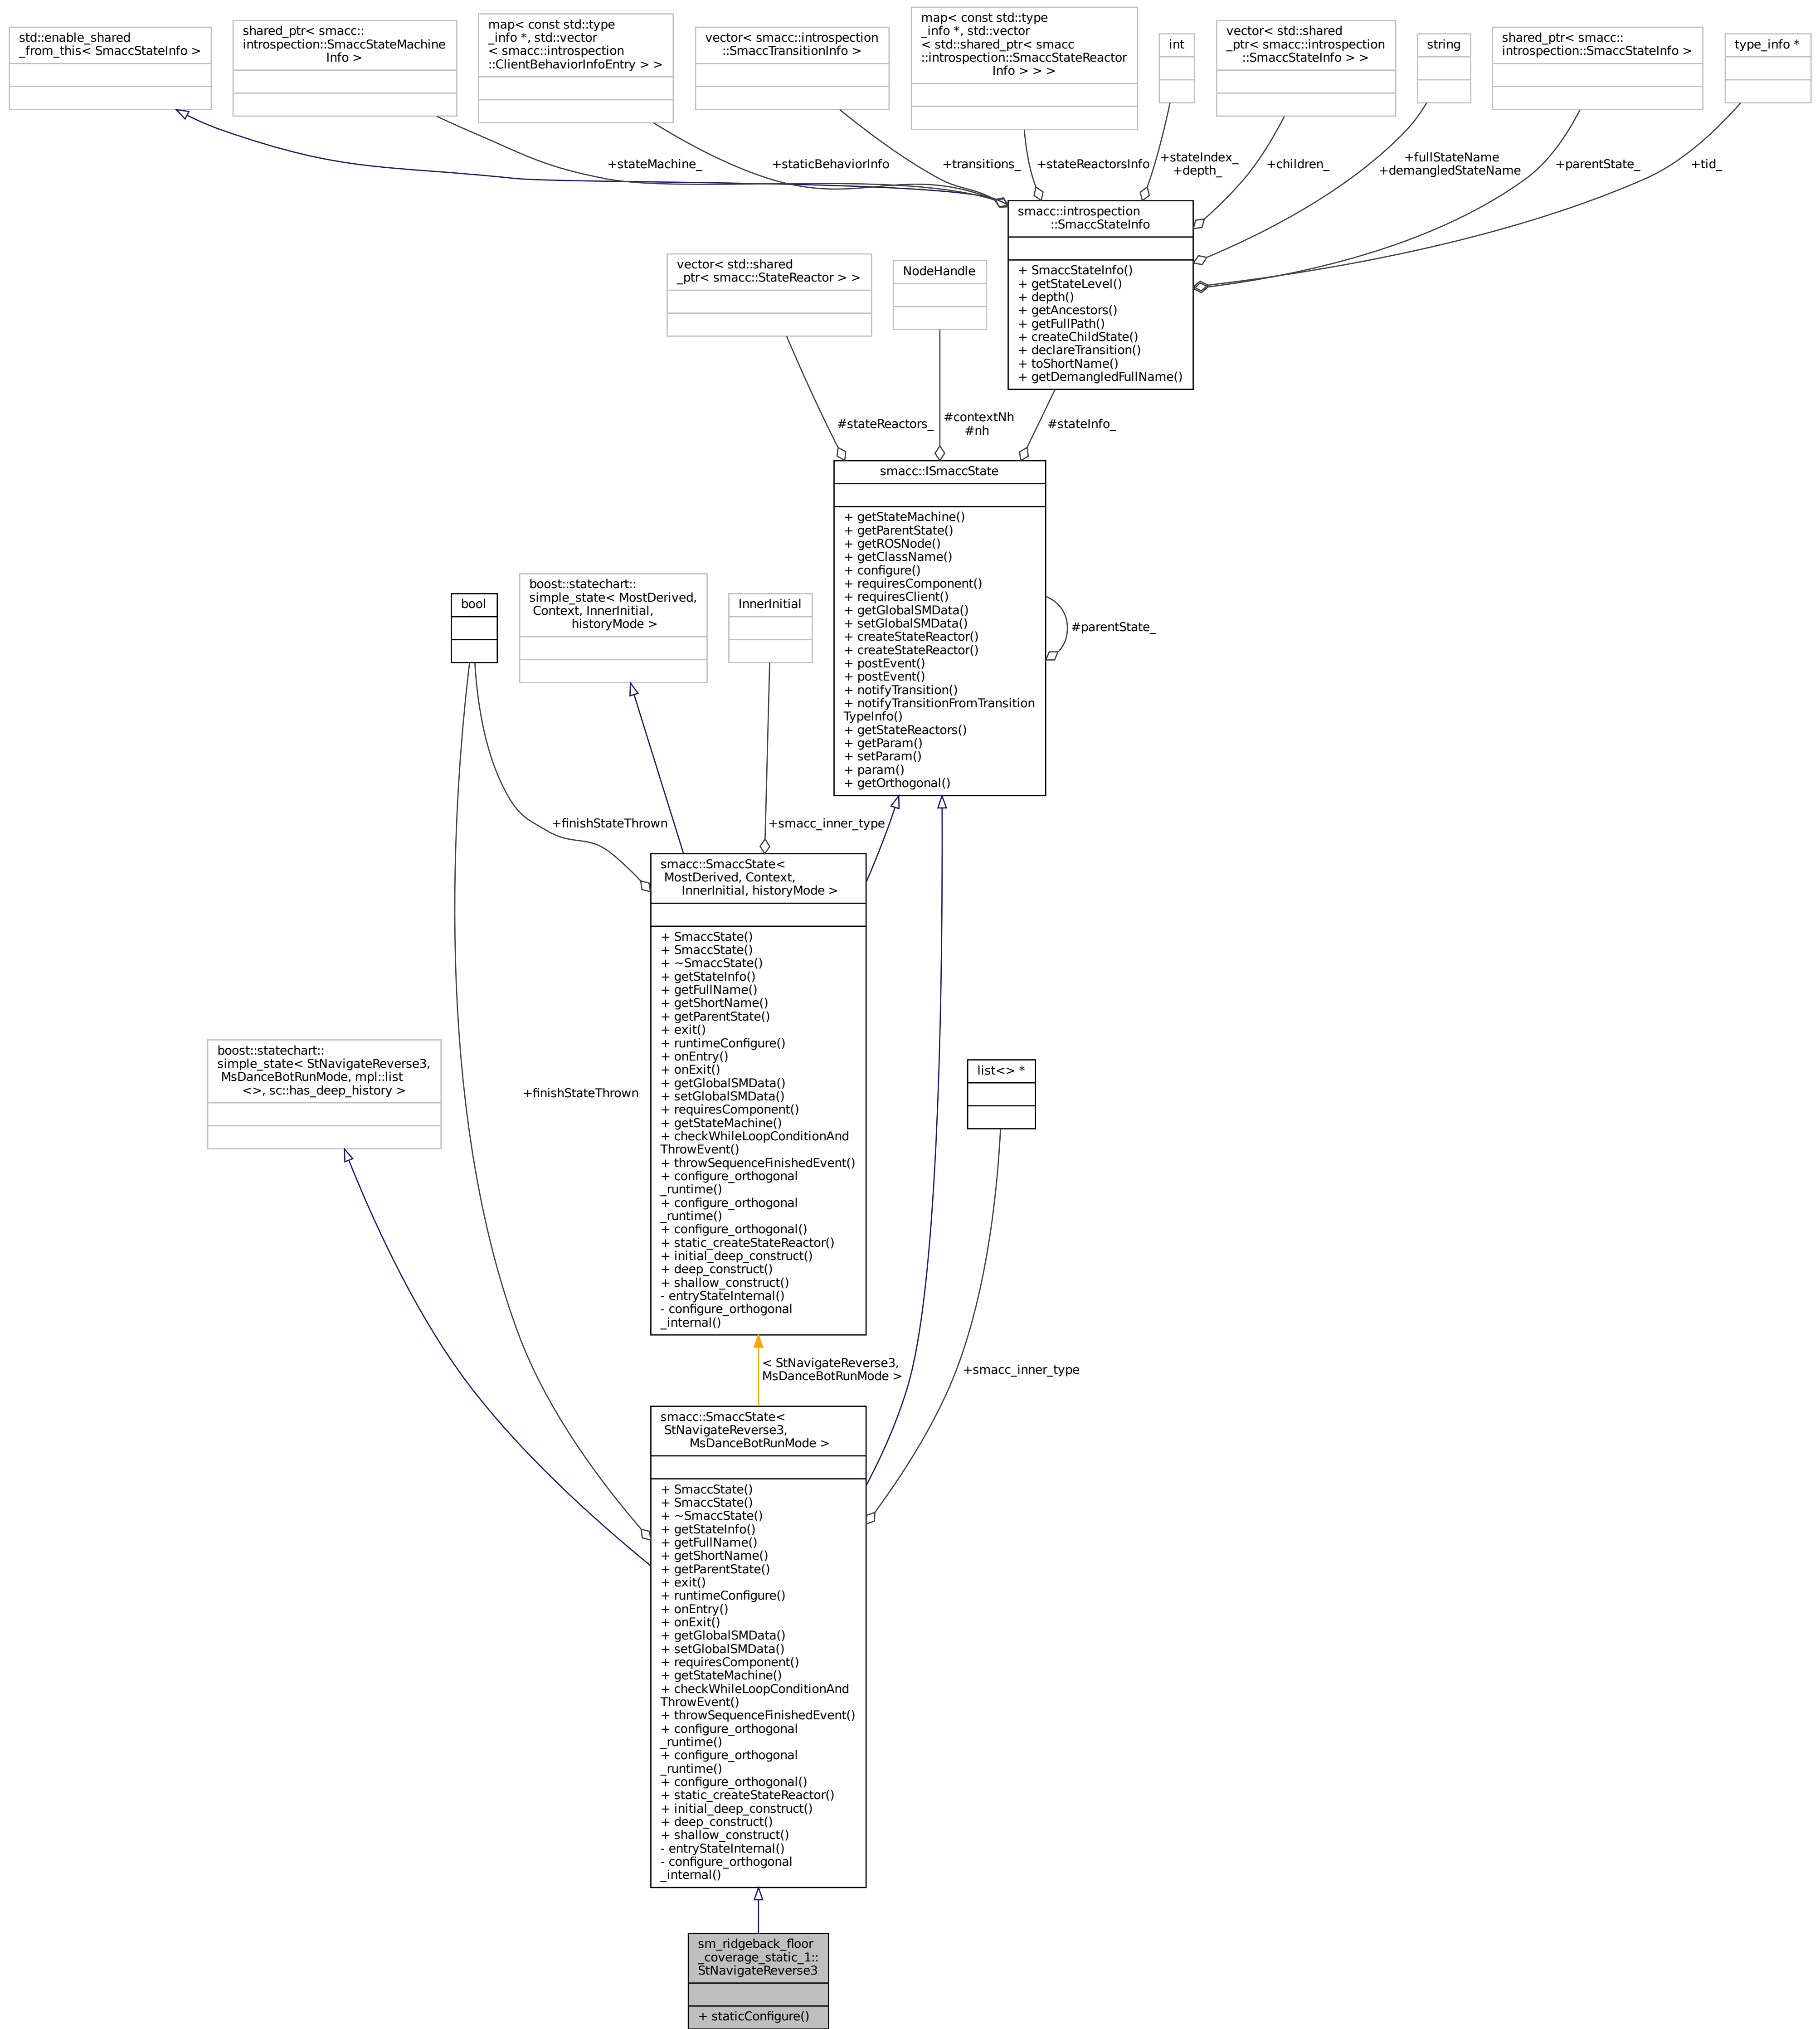 std::enable_shared
_from_this< SmaccStateInfo >
shared_ptr< smacc::
introspection::SmaccStateMachine
Info >
map< const std::type
_info *, std::vector
< smacc::introspection
::ClientBehaviorInfoEntry > >
vector< smacc::introspection
::SmaccTransitionInfo >
map< const std::type
_info *, std::vector
< std::shared_ptr< smacc
::introspection::SmaccStateReactor
Info > > >
int
vector< std::shared
_ptr< smacc::introspection
::SmaccStateInfo > >
string
shared_ptr< smacc::
introspection::SmaccStateInfo >
type_info *
+stateMachine_
+staticBehaviorInfo
+transitions_
+stateReactorsInfo
+stateIndex_
+depth_
+children_
+fullStateName
+demangledStateName
+parentState_
+tid_
smacc::introspection
::SmaccStateInfo
+ SmaccStateInfo()
+ getStateLevel()
+ depth()
+ getAncestors()
+ getFullPath()
+ createChildState()
+ declareTransition()
+ toShortName()
+ getDemangledFullName()
vector< std::shared
_ptr< smacc::StateReactor > >
NodeHandle
#stateReactors_
#contextNh
#nh
#stateInfo_
smacc::ISmaccState
+ getStateMachine()
+ getParentState()
+ getROSNode()
+ getClassName()
+ configure()
+ requiresComponent()
+ requiresClient()
+ getGlobalSMData()
+ setGlobalSMData()
+ createStateReactor()
+ createStateReactor()
+ postEvent()
+ postEvent()
+ notifyTransition()
+ notifyTransitionFromTransition
TypeInfo()
+ getStateReactors()
+ getParam()
+ setParam()
+ param()
+ getOrthogonal()
#parentState_
bool
boost::statechart::
simple_state< MostDerived,
Context, InnerInitial,
historyMode >
InnerInitial
+finishStateThrown
+smacc_inner_type
smacc::SmaccState<
MostDerived, Context,
InnerInitial, historyMode >
+ SmaccState()
+ SmaccState()
+ ~SmaccState()
+ getStateInfo()
+ getFullName()
+ getShortName()
+ getParentState()
+ exit()
+ runtimeConfigure()
+ onEntry()
+ onExit()
+ getGlobalSMData()
+ setGlobalSMData()
+ requiresComponent()
+ getStateMachine()
+ checkWhileLoopConditionAnd
ThrowEvent()
+ throwSequenceFinishedEvent()
+ configure_orthogonal
_runtime()
+ configure_orthogonal
_runtime()
+ configure_orthogonal()
+ static_createStateReactor()
+ initial_deep_construct()
+ deep_construct()
+ shallow_construct()
- entryStateInternal()
- configure_orthogonal
_internal()
boost::statechart::
simple_state< StNavigateReverse3,
MsDanceBotRunMode, mpl::list
<>, sc::has_deep_history >
+finishStateThrown
list<> *
< StNavigateReverse3,
MsDanceBotRunMode >
+smacc_inner_type
smacc::SmaccState<
StNavigateReverse3,
MsDanceBotRunMode >
+ SmaccState()
+ SmaccState()
+ ~SmaccState()
+ getStateInfo()
+ getFullName()
+ getShortName()
+ getParentState()
+ exit()
+ runtimeConfigure()
+ onEntry()
+ onExit()
+ getGlobalSMData()
+ setGlobalSMData()
+ requiresComponent()
+ getStateMachine()
+ checkWhileLoopConditionAnd
ThrowEvent()
+ throwSequenceFinishedEvent()
+ configure_orthogonal
_runtime()
+ configure_orthogonal
_runtime()
+ configure_orthogonal()
+ static_createStateReactor()
+ initial_deep_construct()
+ deep_construct()
+ shallow_construct()
- entryStateInternal()
- configure_orthogonal
_internal()
sm_ridgeback_floor
_coverage_static_1::
StNavigateReverse3
+ staticConfigure()